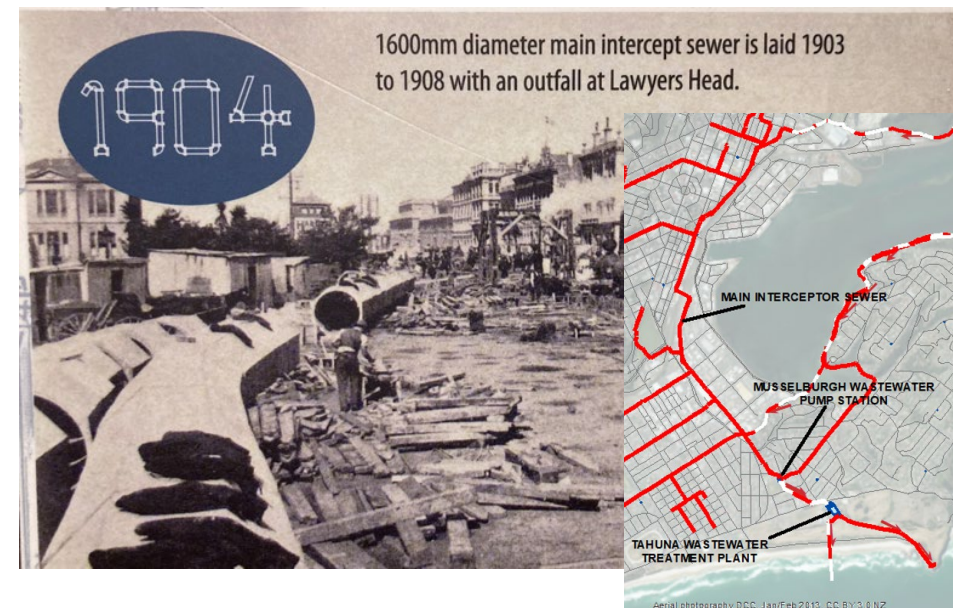 1904
1600mm diameter main intercept sewer is laid 1903
to 1908 with an outfall at Lawyers Head.
MAIN INTERCEPTOR SEWER
MUSSELBURGH WASTEWATER
PUMP STATION
TAHUNA WASTEWATER
TREATMENT PLANT
Aerial photography DCC, Jan/Feb 2013, CC BY 3.0 NZ